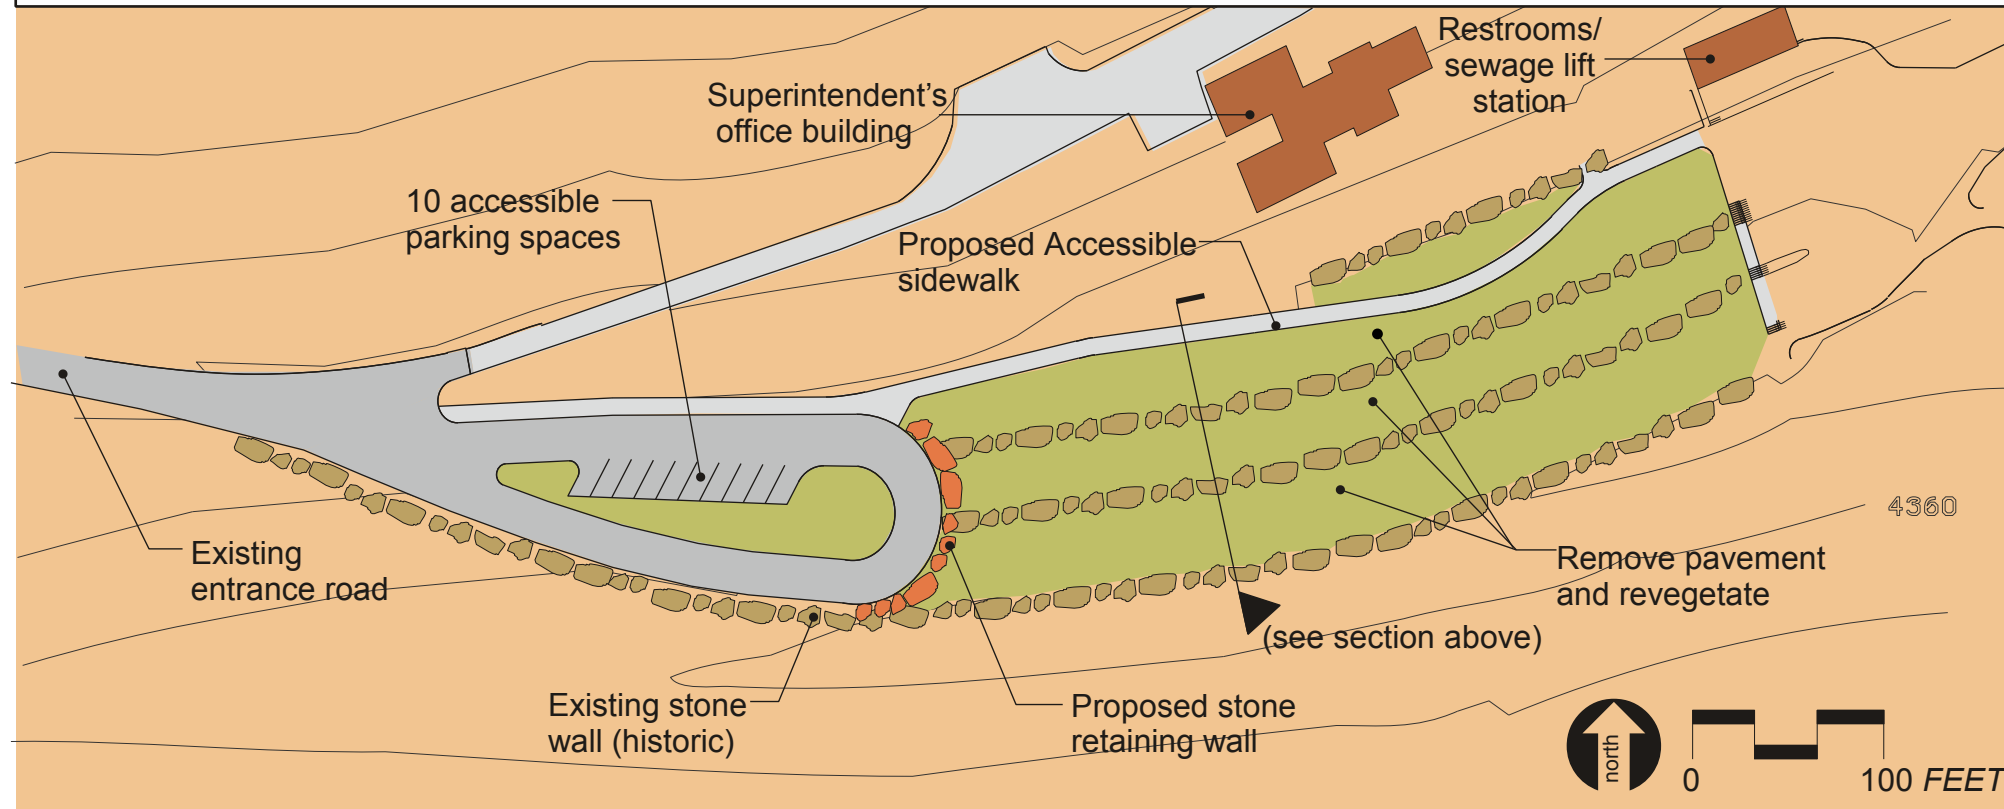 Restrooms/
sewage lift
station
Superintendent's
office building
10 accessible
parking spaces
Proposed Accessible
sidewalk
4360
Existing
entrance road
Remove pavement
and revegetate
(see section above)
Existing stone
wall (historic)
Proposed stone
retaining wall
north
0 100 FEET